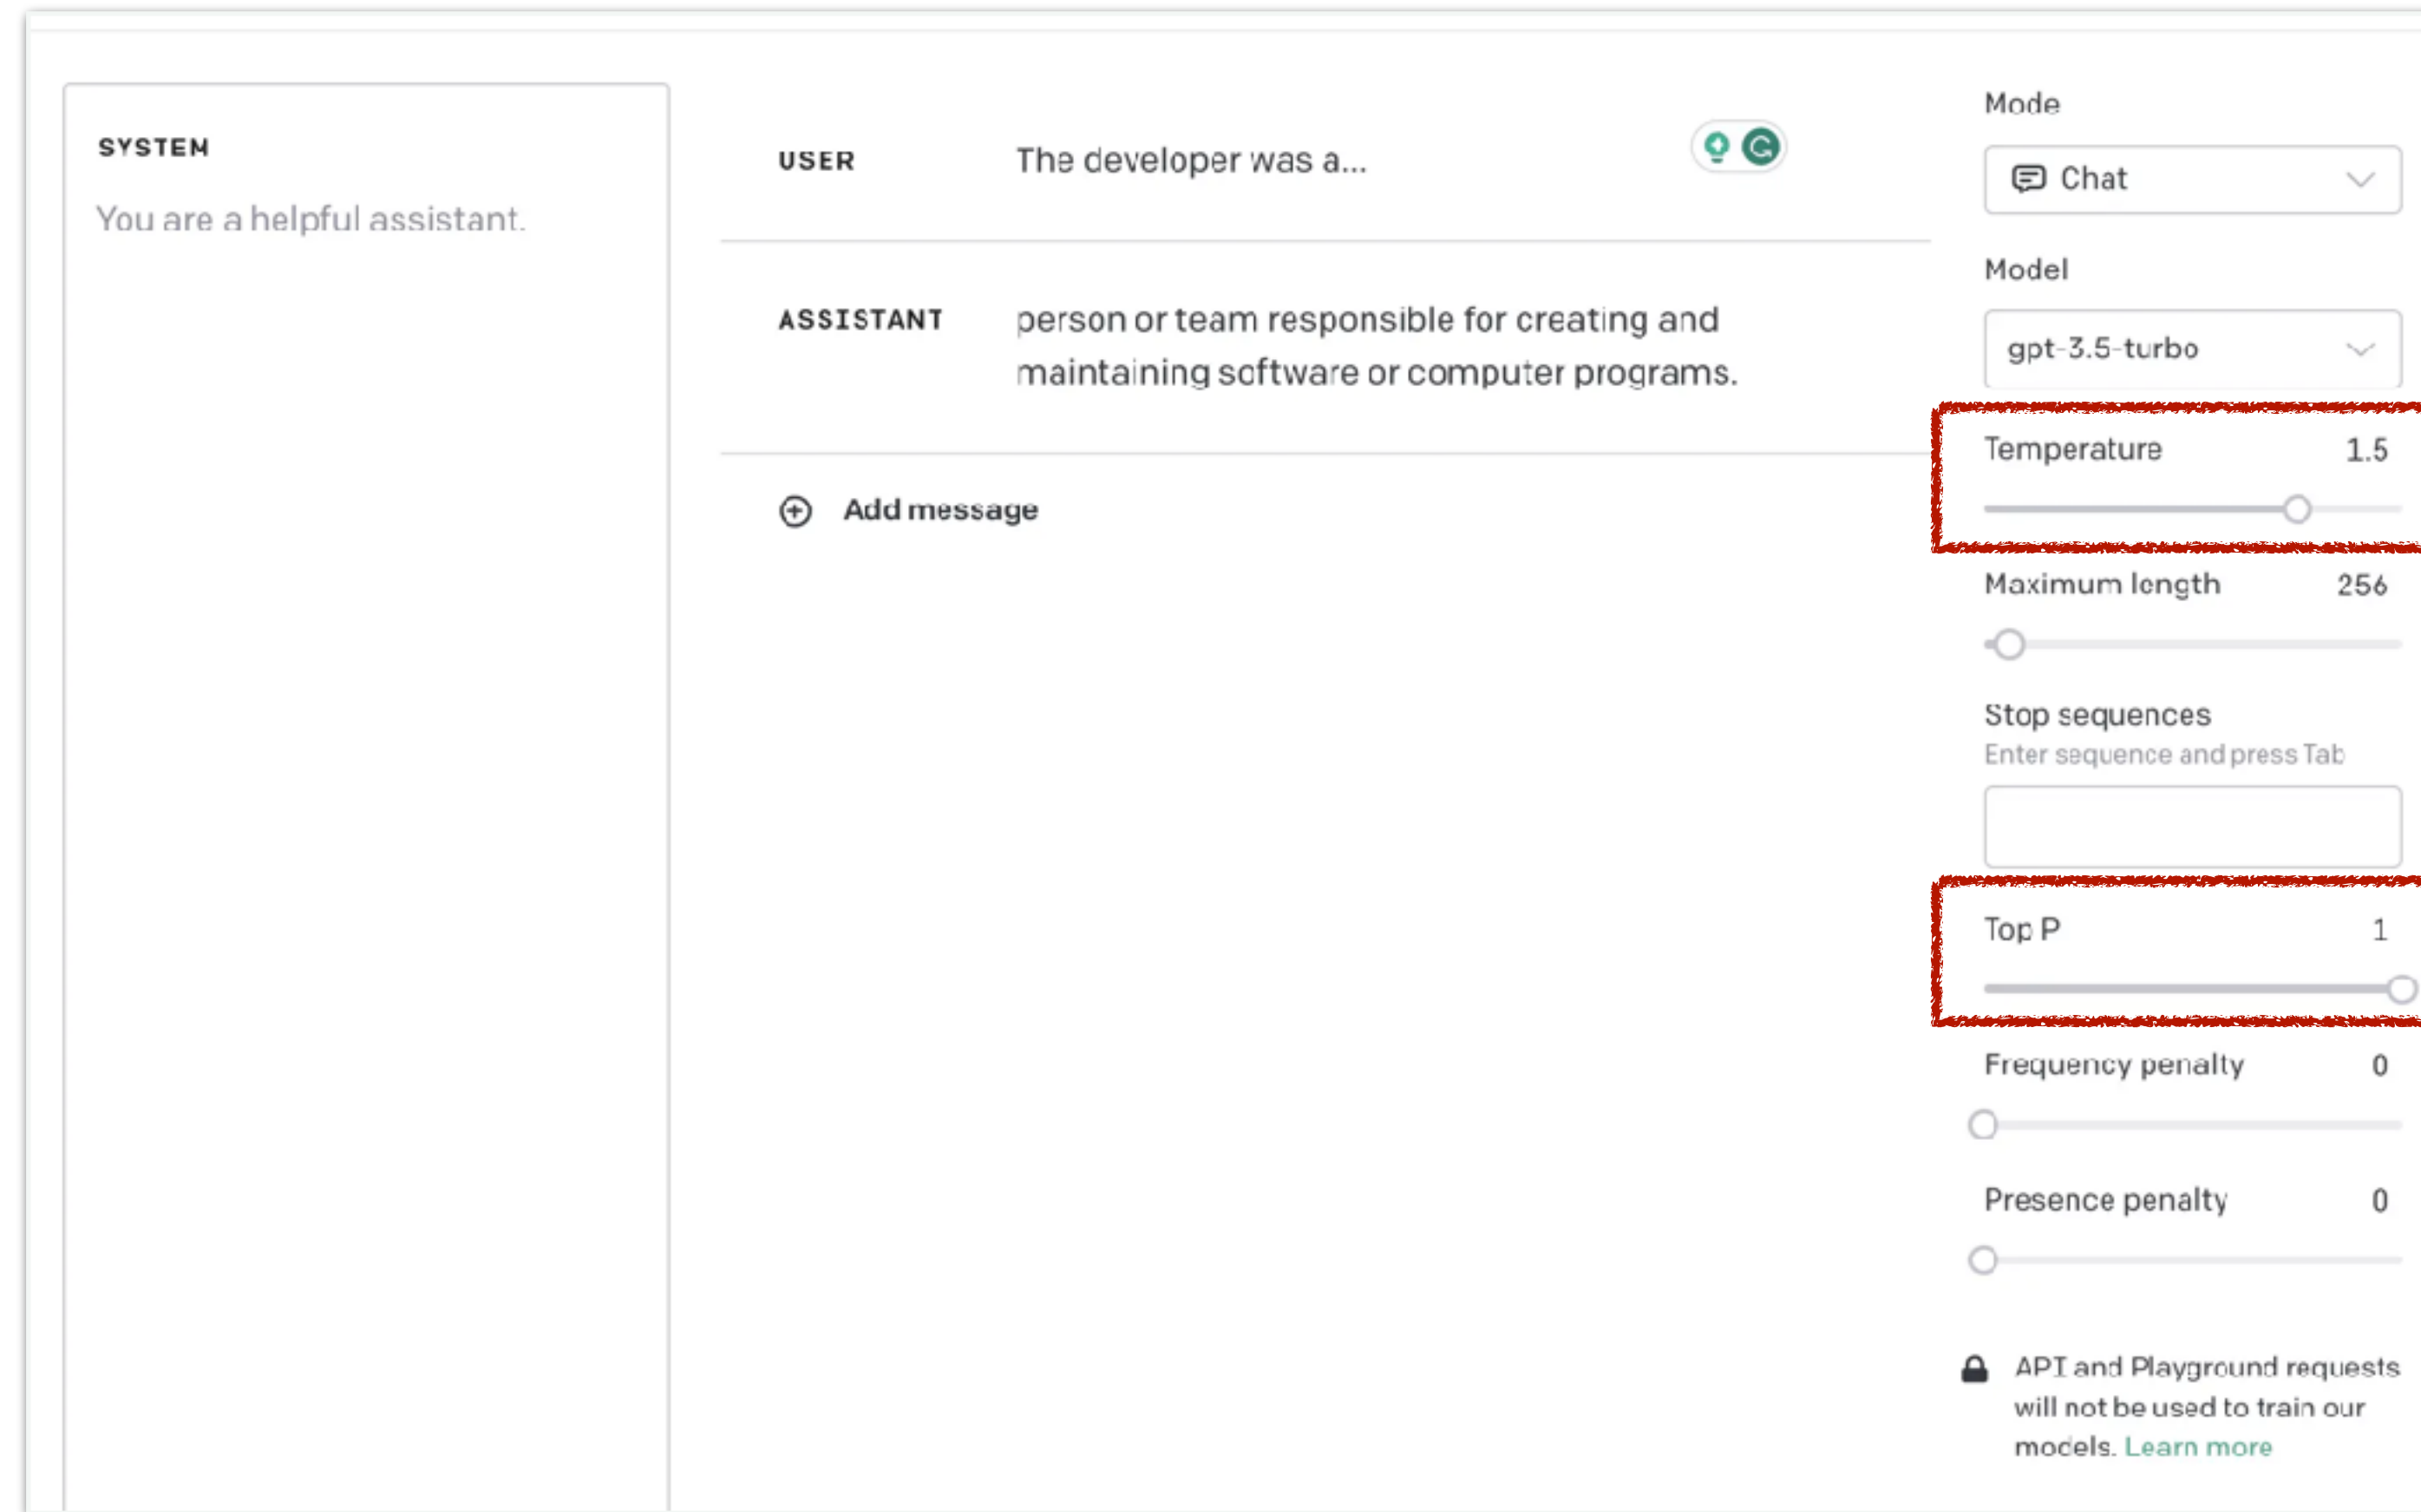 SYSTEM
You are a helpful assistant.
USER
The developer was a...
ASSISTANT
person or team responsible for creating and
maintaining software or computer programs.
Add message
Mode
Chat
Model
gpt-3.5-turbo
Temperature 1.5
Maximum length 256
Stop sequences
Enter sequence and press Tab
Top P 1
Frequency penalty 0
Presence penalty 0
API and Playground requests
will not be used to train our
models. Learn more